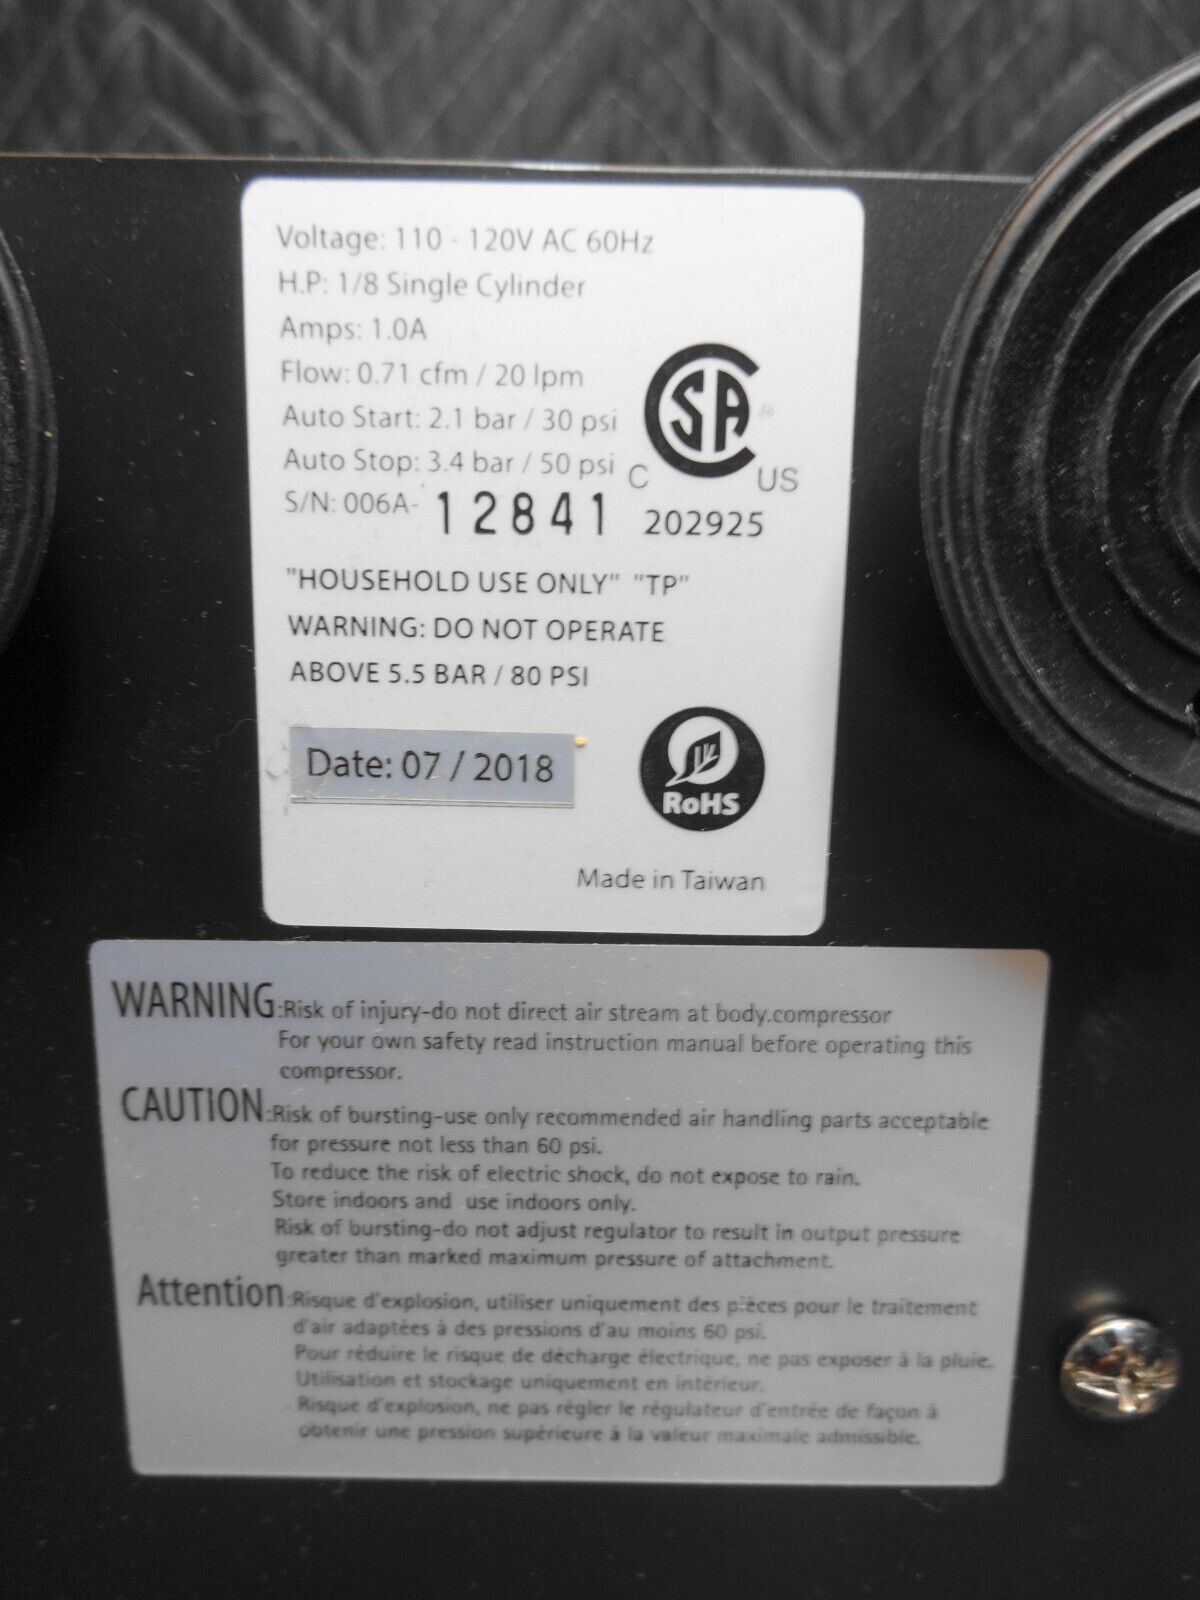 Voltage: 110 - 120V AC 60Hz
H.P: 1/8 Single Cylinder
Amps: 1.0A
Flow: 0.71 cfm / 20 lpm
Auto Start: 2.1 bar / 30 psi
Auto Stop: 3.4 bar / 50 psi
S/N: 006A- 12841
CSA ®
C US
202925
"HOUSEHOLD USE ONLY" "TP"
WARNING: DO NOT OPERATE
ABOVE 5.5 BAR / 80 PSI
Date: 07 / 2018
RoHS
Made in Taiwan
WARNING:Risk of injury-do not direct air stream at body.compressor
For your own safety read instruction manual before operating this
compressor.
CAUTION:Risk of bursting-use only recommended air handling parts acceptable
for pressure not less than 60 psi.
To reduce the risk of electric shock, do not expose to rain.
Store indoors and use indoors only.
Risk of bursting-do not adjust regulator to result in output pressure
greater than marked maximum pressure of attachment.
Attention:Risque d'explosion, utiliser uniquement des pièces pour le traitement
d'air adaptées à des pressions d'au moins 60 psi.
Pour réduire le risque de décharge électrique, ne pas exposer à la pluie.
Utilisation et stockage uniquement en intérieur.
Risque d'explosion, ne pas régler le régulateur d'entrée de façon à
obtenir une pression supérieure à la valeur maximale admissible.